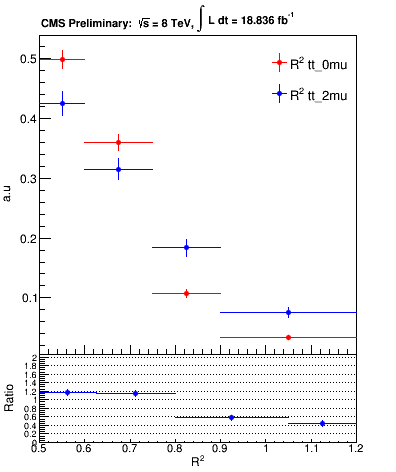 CMS Preliminary: √s = 8 TeV, ∫ L dt = 18.836 fb⁻¹
a.u
0.5
0.4
0.3
0.2
0.1
R² tt_0mu
R² tt_2mu
Ratio
2
1.8
1.6
1.4
1.2
1
0.8
0.6
0.4
0.2
0
0.5 0.6 0.7 0.8 0.9 1 1.1 1.2
R²